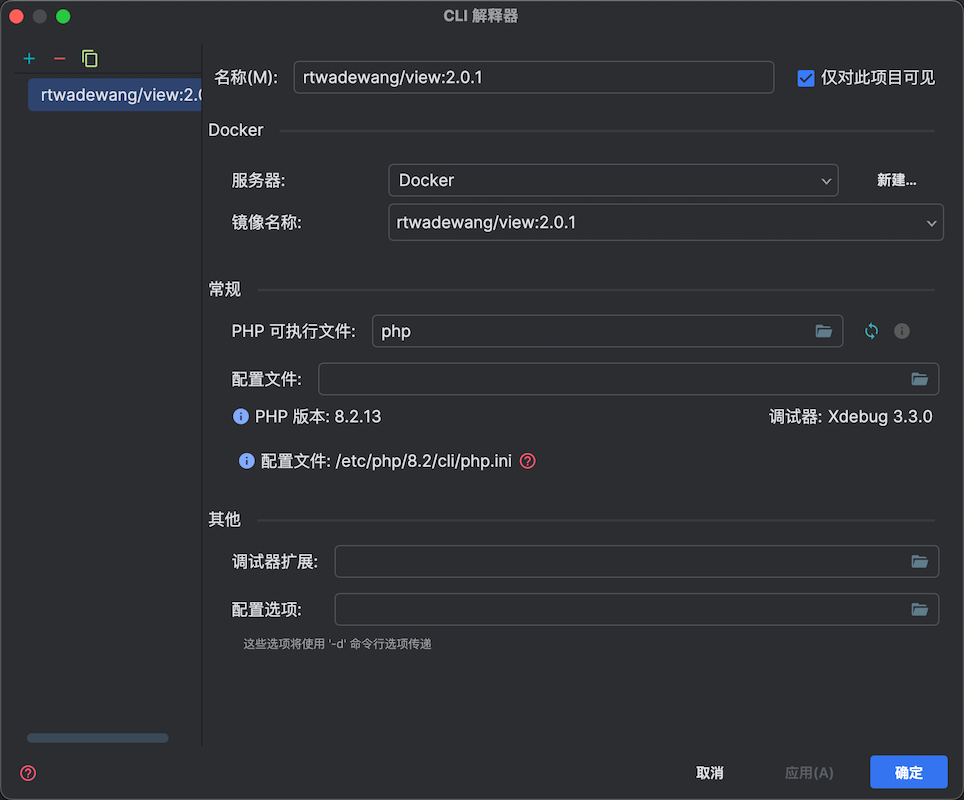 CLI 解释器
rtwadewang/view:2.0
名称(M): rtwadewang/view:2.0.1 仅对此项目可见
Docker
服务器: Docker 新建...
镜像名称: rtwadewang/view:2.0.1
常规
PHP 可执行文件: php
配置文件:
PHP 版本: 8.2.13 调试器: Xdebug 3.3.0
配置文件: /etc/php/8.2/cli/php.ini
其他
调试器扩展:
配置选项:
这些选项将使用 '-d' 命令行选项传递
取消 应用(A) 确定